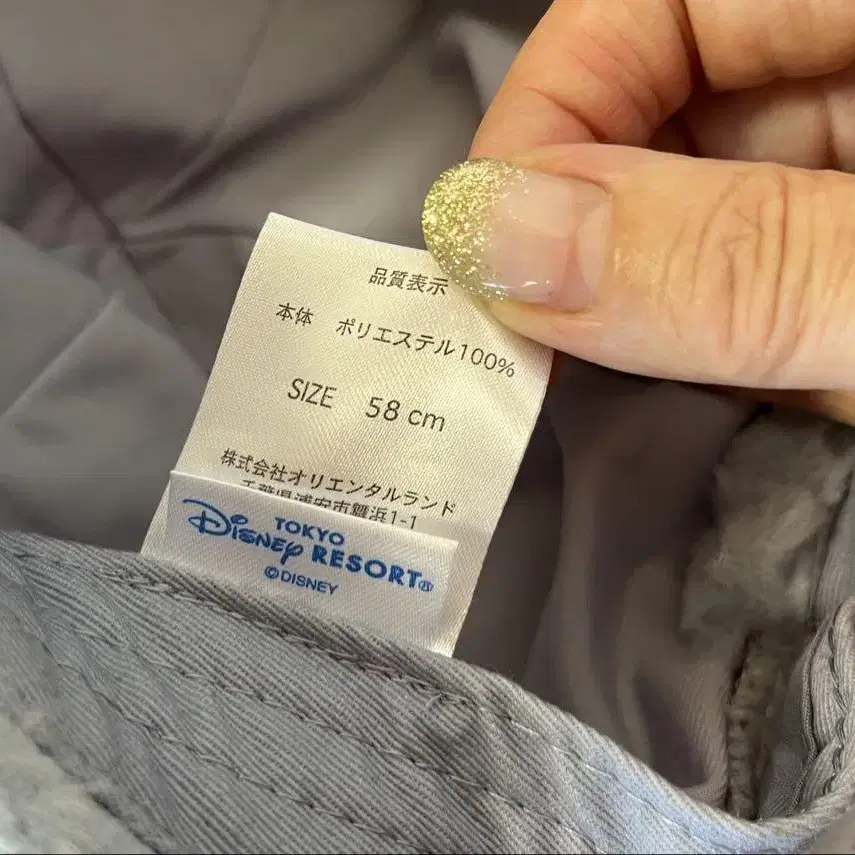 品質表示
本体 ポリエステル100%
SIZE 58 cm
株式会社オリエンタルランド
千葉県浦安市舞浜1-1
TOKYO
DISNEY RESORT®
©DISNEY